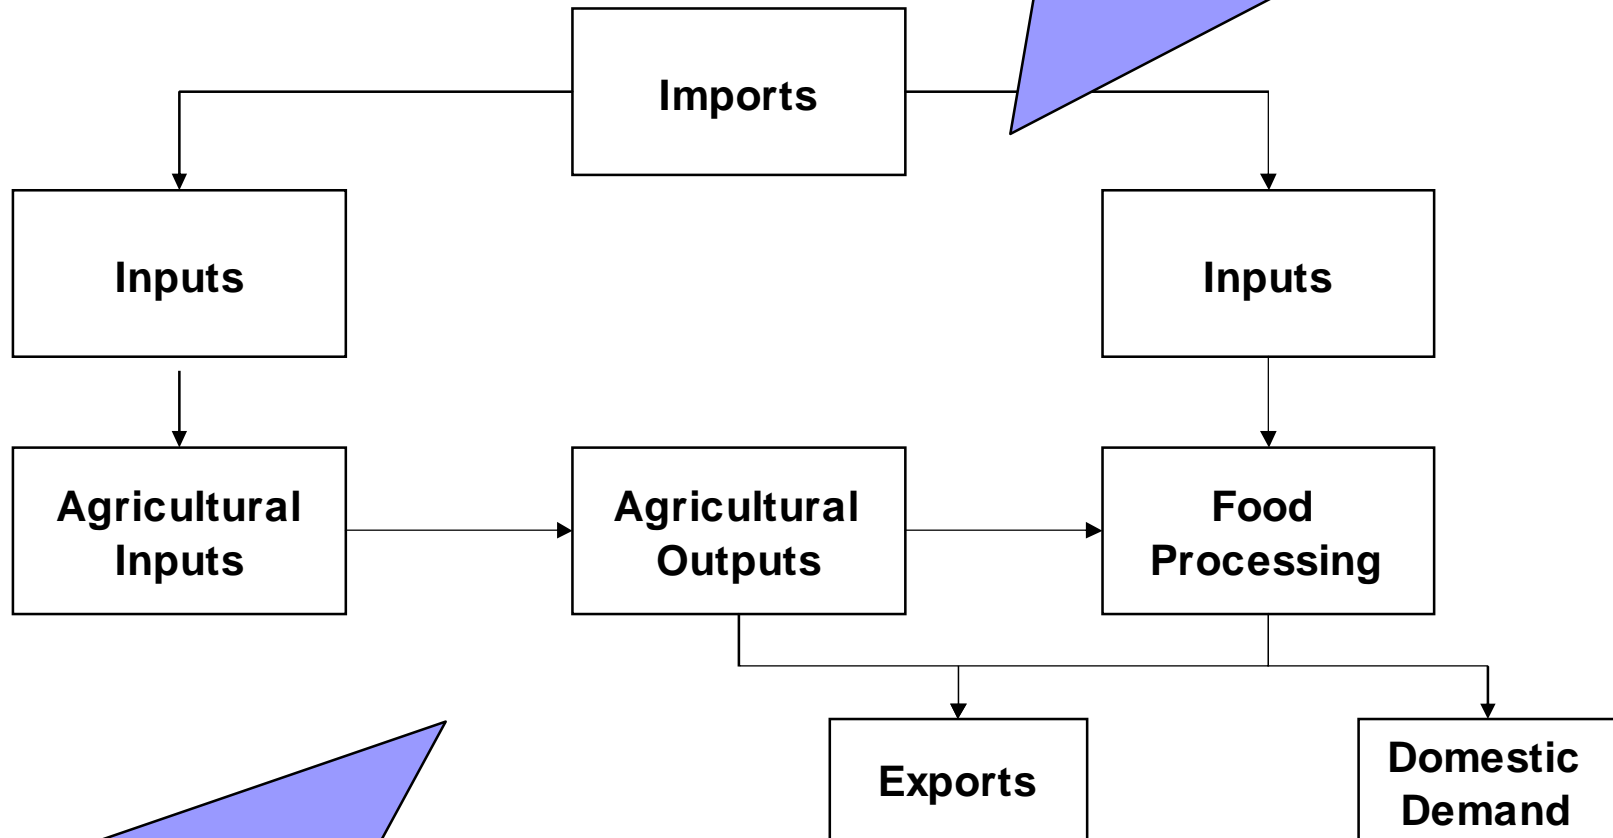 Imports
Inputs
Inputs
Agricultural
Inputs
Agricultural
Outputs
Food
Processing
Exports
Domestic
Demand